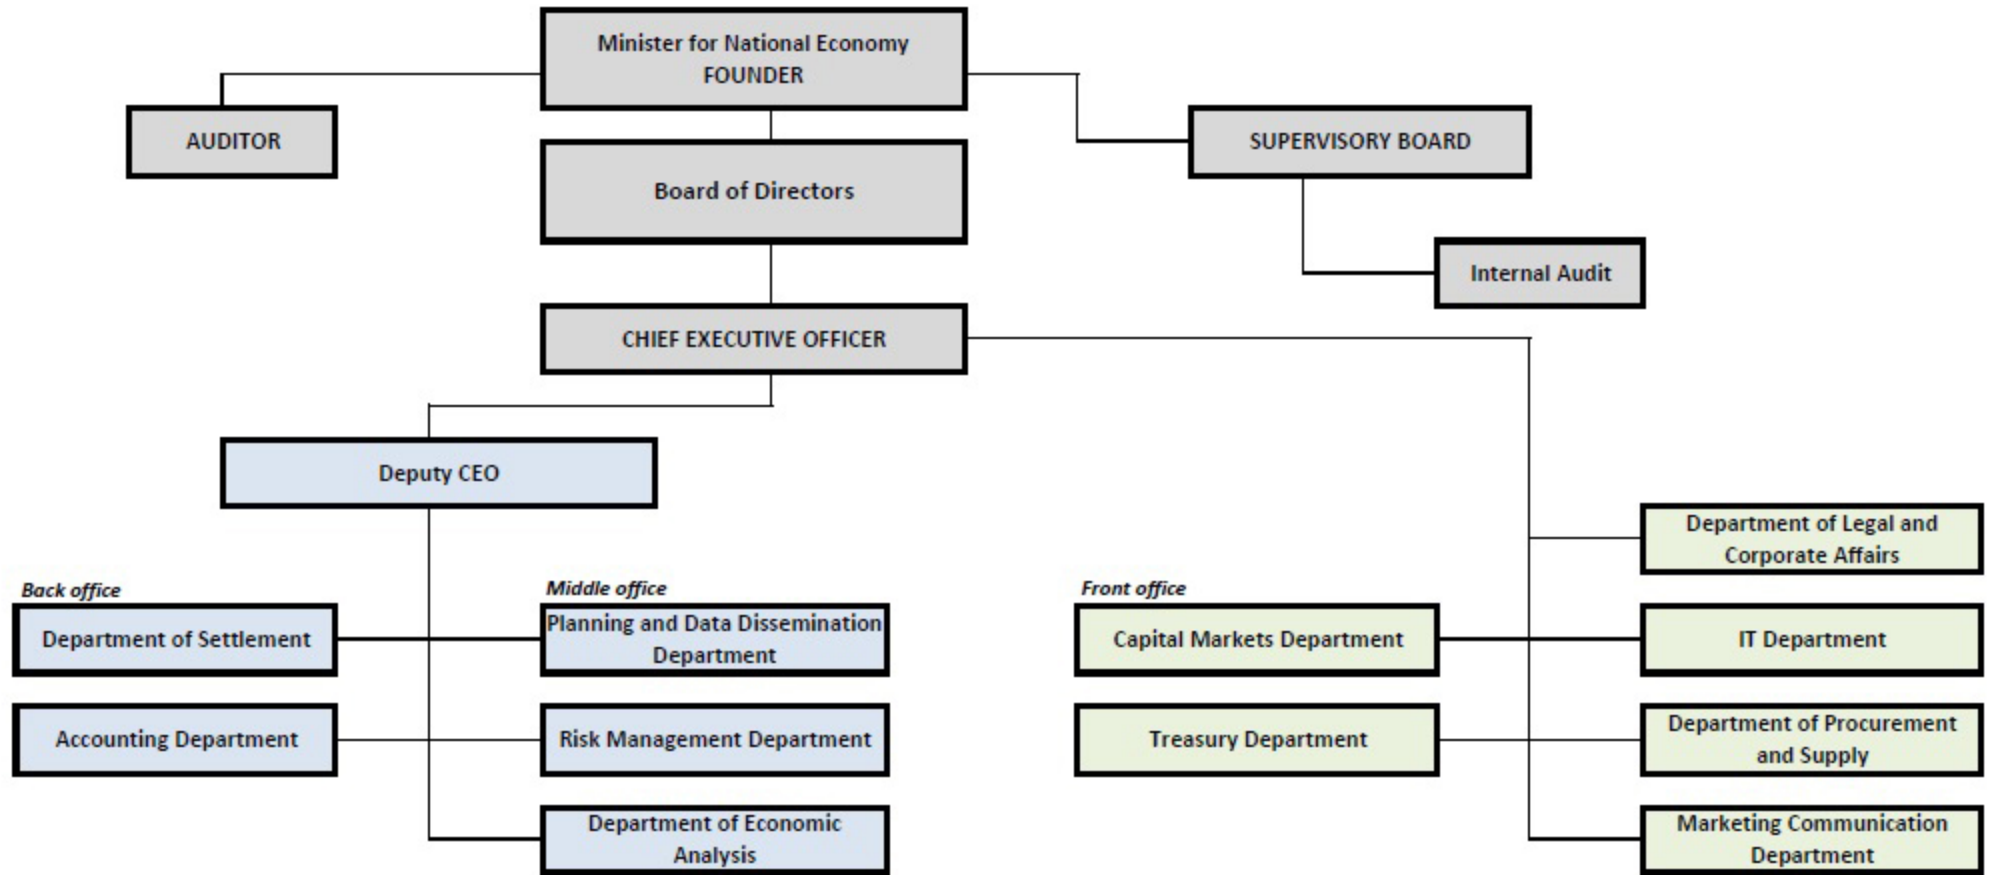 Minister for National Economy
FOUNDER
AUDITOR
SUPERVISORY BOARD
Board of Directors
Internal Audit
CHIEF EXECUTIVE OFFICER
Deputy CEO
Department of Legal and
Corporate Affairs
Back office
Middle office
Front office
Department of Settlement
Planning and Data Dissemination
Department
Capital Markets Department
IT Department
Accounting Department
Risk Management Department
Treasury Department
Department of Procurement
and Supply
Department of Economic
Analysis
Marketing Communication
Department